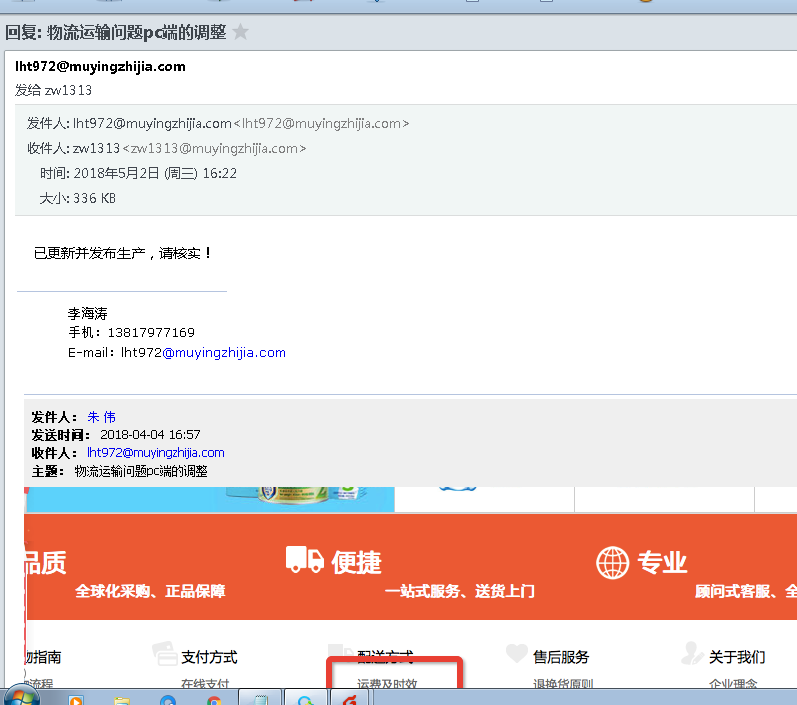 回复: 物流运输问题pc端的调整
lht972@muyingzhijia.com
发给 zw1313
发件人: lht972@muyingzhijia.com<lht972@muyingzhijia.com>
收件人: zw1313<zw1313@muyingzhijia.com>
时间: 2018年5月2日 (周三) 16:22
大小: 336 KB
已更新并发布生产，请核实！
李海涛
手机：13817977169
E-mail：lht972@muyingzhijia.com
发件人： 朱 伟
发送时间： 2018-04-04 16:57
收件人： lht972@muyingzhijia.com
主题： 物流运输问题pc端的调整
品质 便捷 专业
全球化采购、正品保障 一站式服务、送货上门 顾问式客服、全
物指南 支付方式 配送方式 售后服务 关于我们
流程 在线支付 运费及时效 退换货原则 企业理念